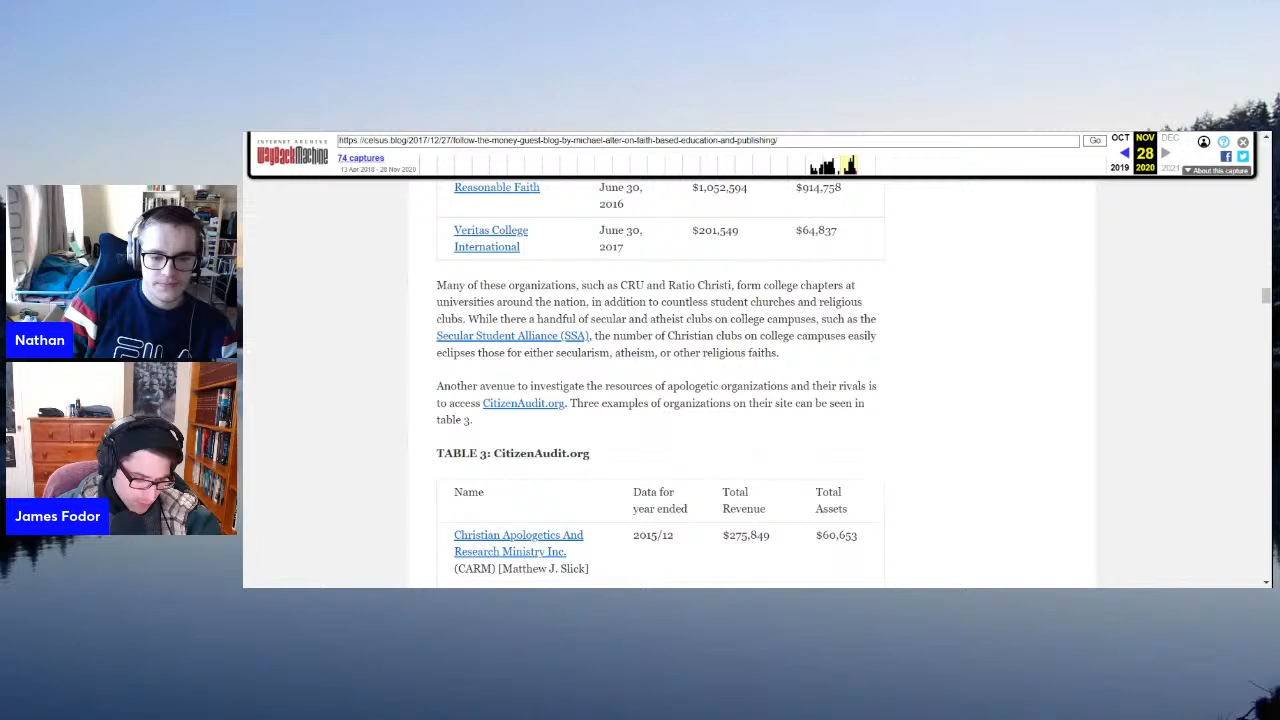 INTERNET ARCHIVE
WayBackMachine
https://celsus.blog/2017/12/27/follow-the-money-guest-blog-by-michael-alter-on-faith-based-education-and-publishing/
Go
74 captures
13 Apr 2018 - 28 Nov 2020
OCT NOV DEC
28
2019 2020 2021
About this capture
Reasonable Faith June 30, $1,052,594 $914,758
2016
Veritas College June 30, $201,549 $64,837
International 2017
Many of these organizations, such as CRU and Ratio Christi, form college chapters at
universities around the nation, in addition to countless student churches and religious
clubs. While there a handful of secular and atheist clubs on college campuses, such as the
Secular Student Alliance (SSA), the number of Christian clubs on college campuses easily
eclipses those for either secularism, atheism, or other religious faiths.
Another avenue to investigate the resources of apologetic organizations and their rivals is
to access CitizenAudit.org. Three examples of organizations on their site can be seen in
table 3.
TABLE 3: CitizenAudit.org
Name Data for Total Total
year ended Revenue Assets
Christian Apologetics And 2015/12 $275,849 $60,653
Research Ministry Inc.
(CARM) [Matthew J. Slick]
Nathan
FILA
James Fodor